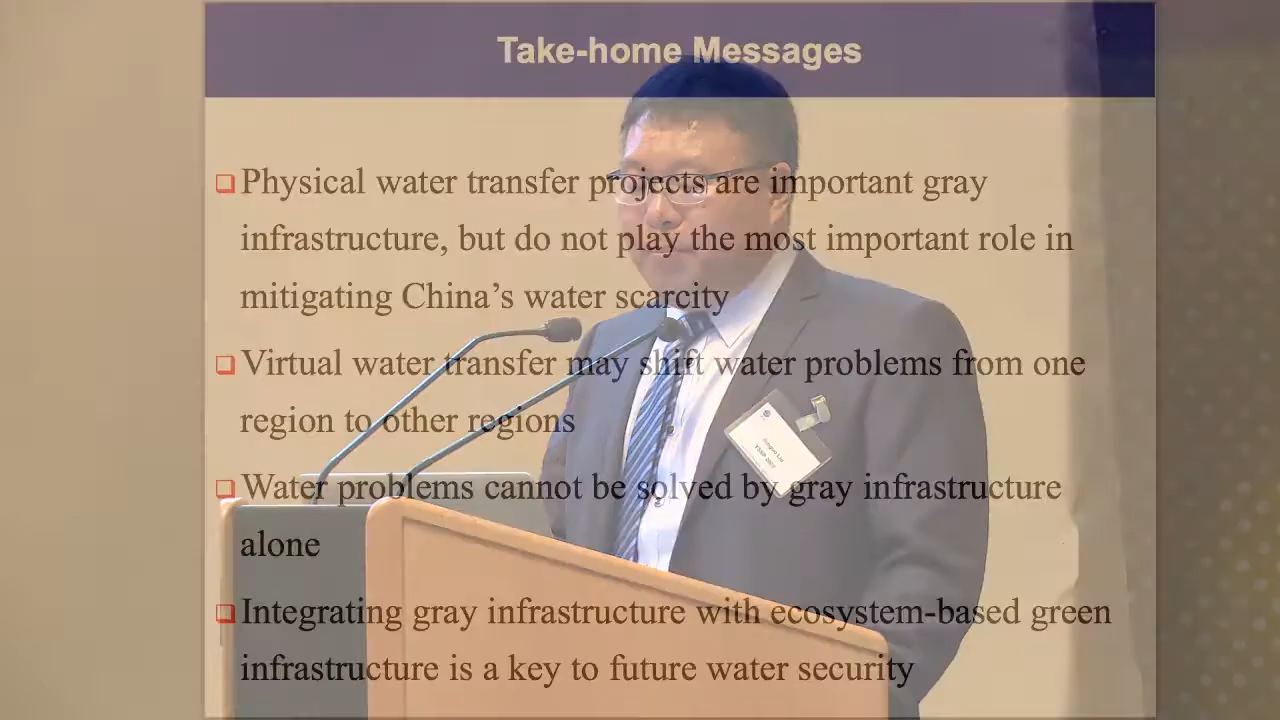 Take-home Messages
Physical water transfer projects are important gray
infrastructure, but do not play the most important role in
mitigating China’s water scarcity
Virtual water transfer may shift water problems from one
region to other regions
Water problems cannot be solved by gray infrastructure
alone
Integrating gray infrastructure with ecosystem-based green
infrastructure is a key to future water security